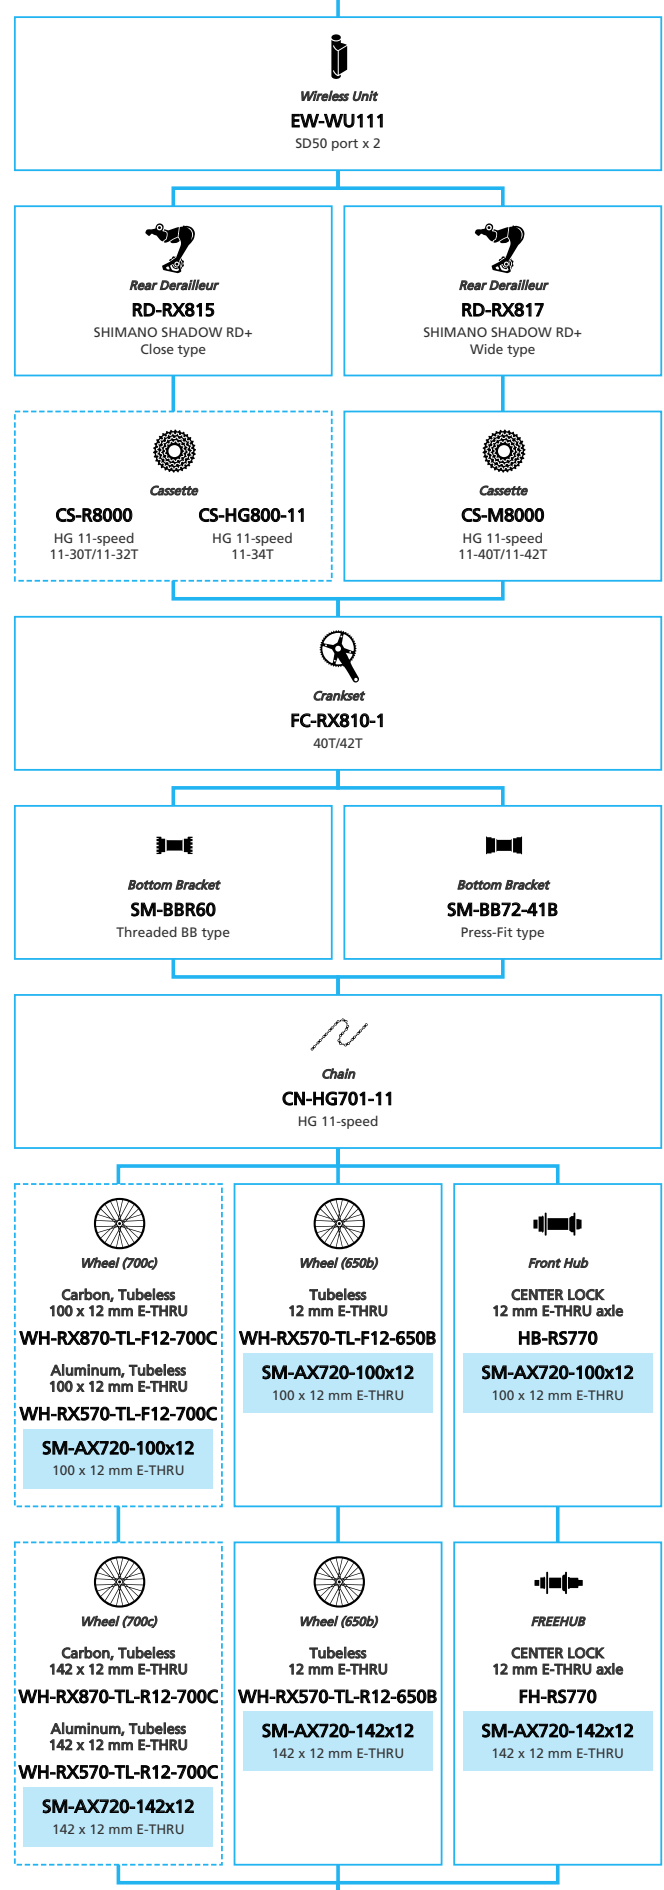 Wireless Unit
EW-WU111
SD50 port x 2
Rear Derailleur
RD-RX815
SHIMANO SHADOW RD+
Close type
Rear Derailleur
RD-RX817
SHIMANO SHADOW RD+
Wide type
Cassette
CS-R8000
HG 11-speed
11-30T/11-32T
CS-HG800-11
HG 11-speed
11-34T
Cassette
CS-M8000
HG 11-speed
11-40T/11-42T
Crankset
FC-RX810-1
40T/42T
Bottom Bracket
SM-BBR60
Threaded BB type
Bottom Bracket
SM-BB72-41B
Press-Fit type
Chain
CN-HG701-11
HG 11-speed
Wheel (700c)
Carbon, Tubeless
100 x 12 mm E-THRU
WH-RX870-TL-F12-700C
Aluminum, Tubeless
100 x 12 mm E-THRU
WH-RX570-TL-F12-700C
SM-AX720-100x12
100 x 12 mm E-THRU
Wheel (650b)
Tubeless
12 mm E-THRU
WH-RX570-TL-F12-650B
SM-AX720-100x12
100 x 12 mm E-THRU
Front Hub
CENTER LOCK
12 mm E-THRU axle
HB-RS770
SM-AX720-100x12
100 x 12 mm E-THRU
Wheel (700c)
Carbon, Tubeless
142 x 12 mm E-THRU
WH-RX870-TL-R12-700C
Aluminum, Tubeless
142 x 12 mm E-THRU
WH-RX570-TL-R12-700C
SM-AX720-142x12
142 x 12 mm E-THRU
Wheel (650b)
Tubeless
12 mm E-THRU
WH-RX570-TL-R12-650B
SM-AX720-142x12
142 x 12 mm E-THRU
FREEHUB
CENTER LOCK
12 mm E-THRU axle
FH-RS770
SM-AX720-142x12
142 x 12 mm E-THRU